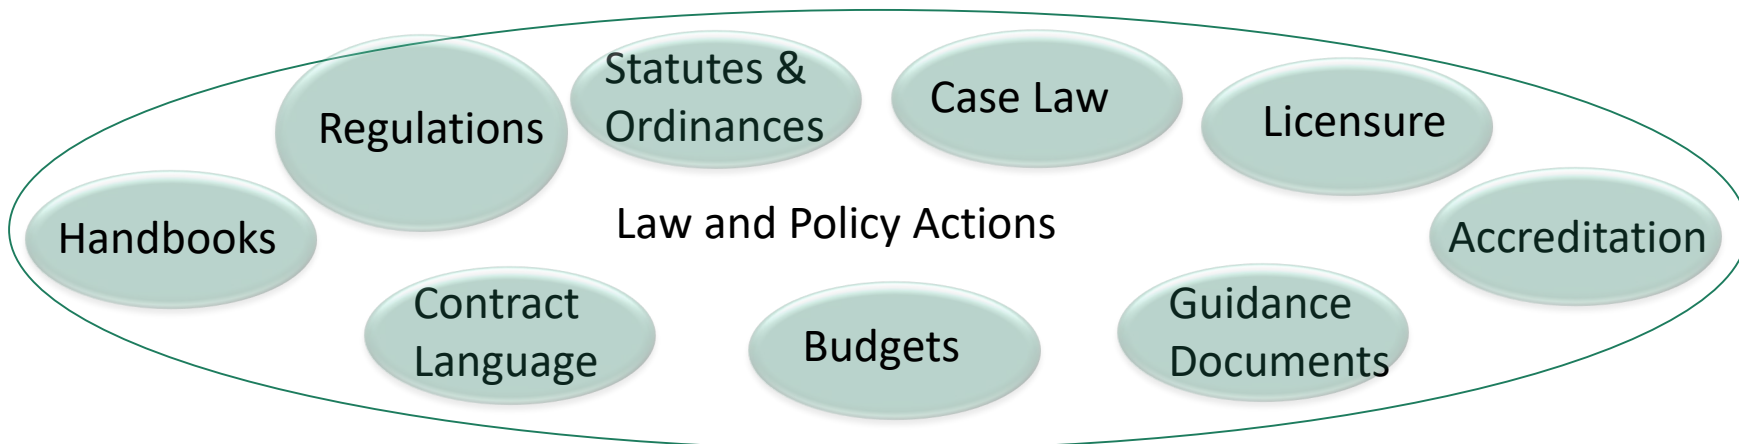 Statutes &
Ordinances
Case Law
Regulations
Licensure
Law and Policy Actions
Handbooks
Accreditation
Contract
Language
Budgets
Guidance
Documents